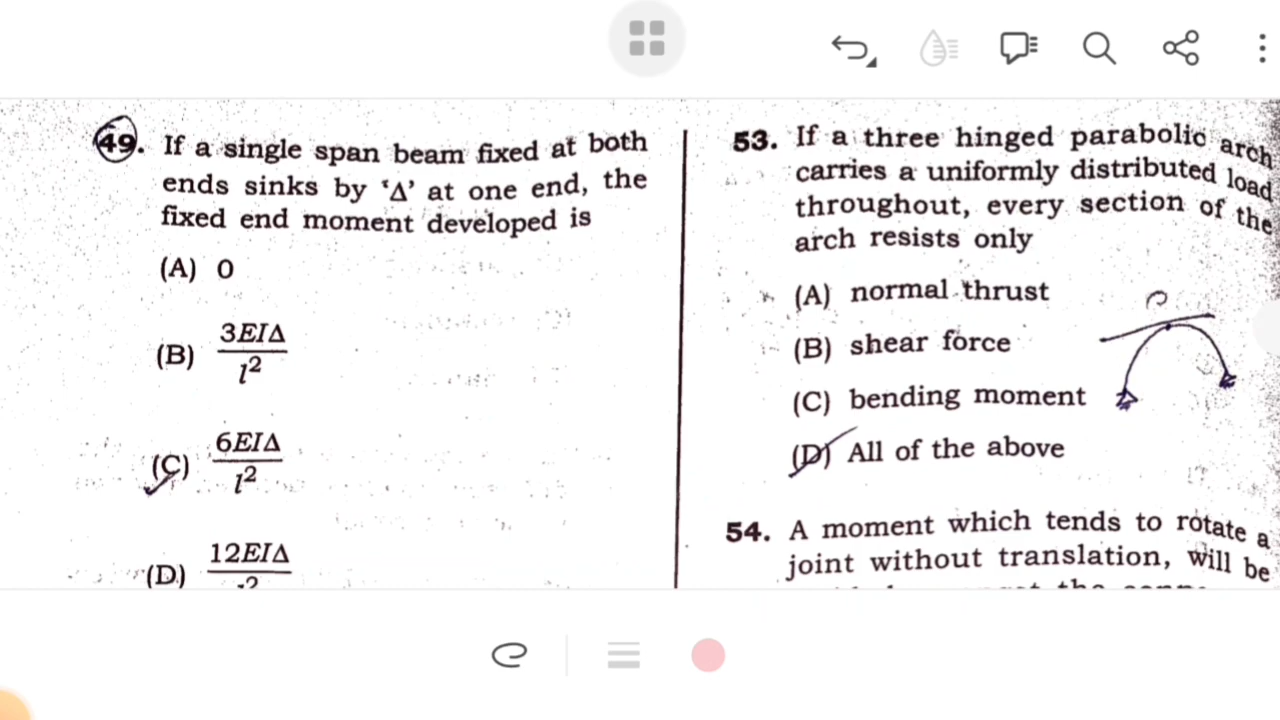 49. If a single span beam fixed at both
ends sinks by ‘Δ’ at one end, the
fixed end moment developed is
(A) 0
(B) 3EIΔ / l²
(C) 6EIΔ / l²
(D) 12EIΔ
53. If a three hinged parabolic arch
carries a uniformly distributed load
throughout, every section of the
arch resists only
(A) normal thrust
(B) shear force
(C) bending moment
(D) All of the above
54. A moment which tends to rotate a
joint without translation, will be